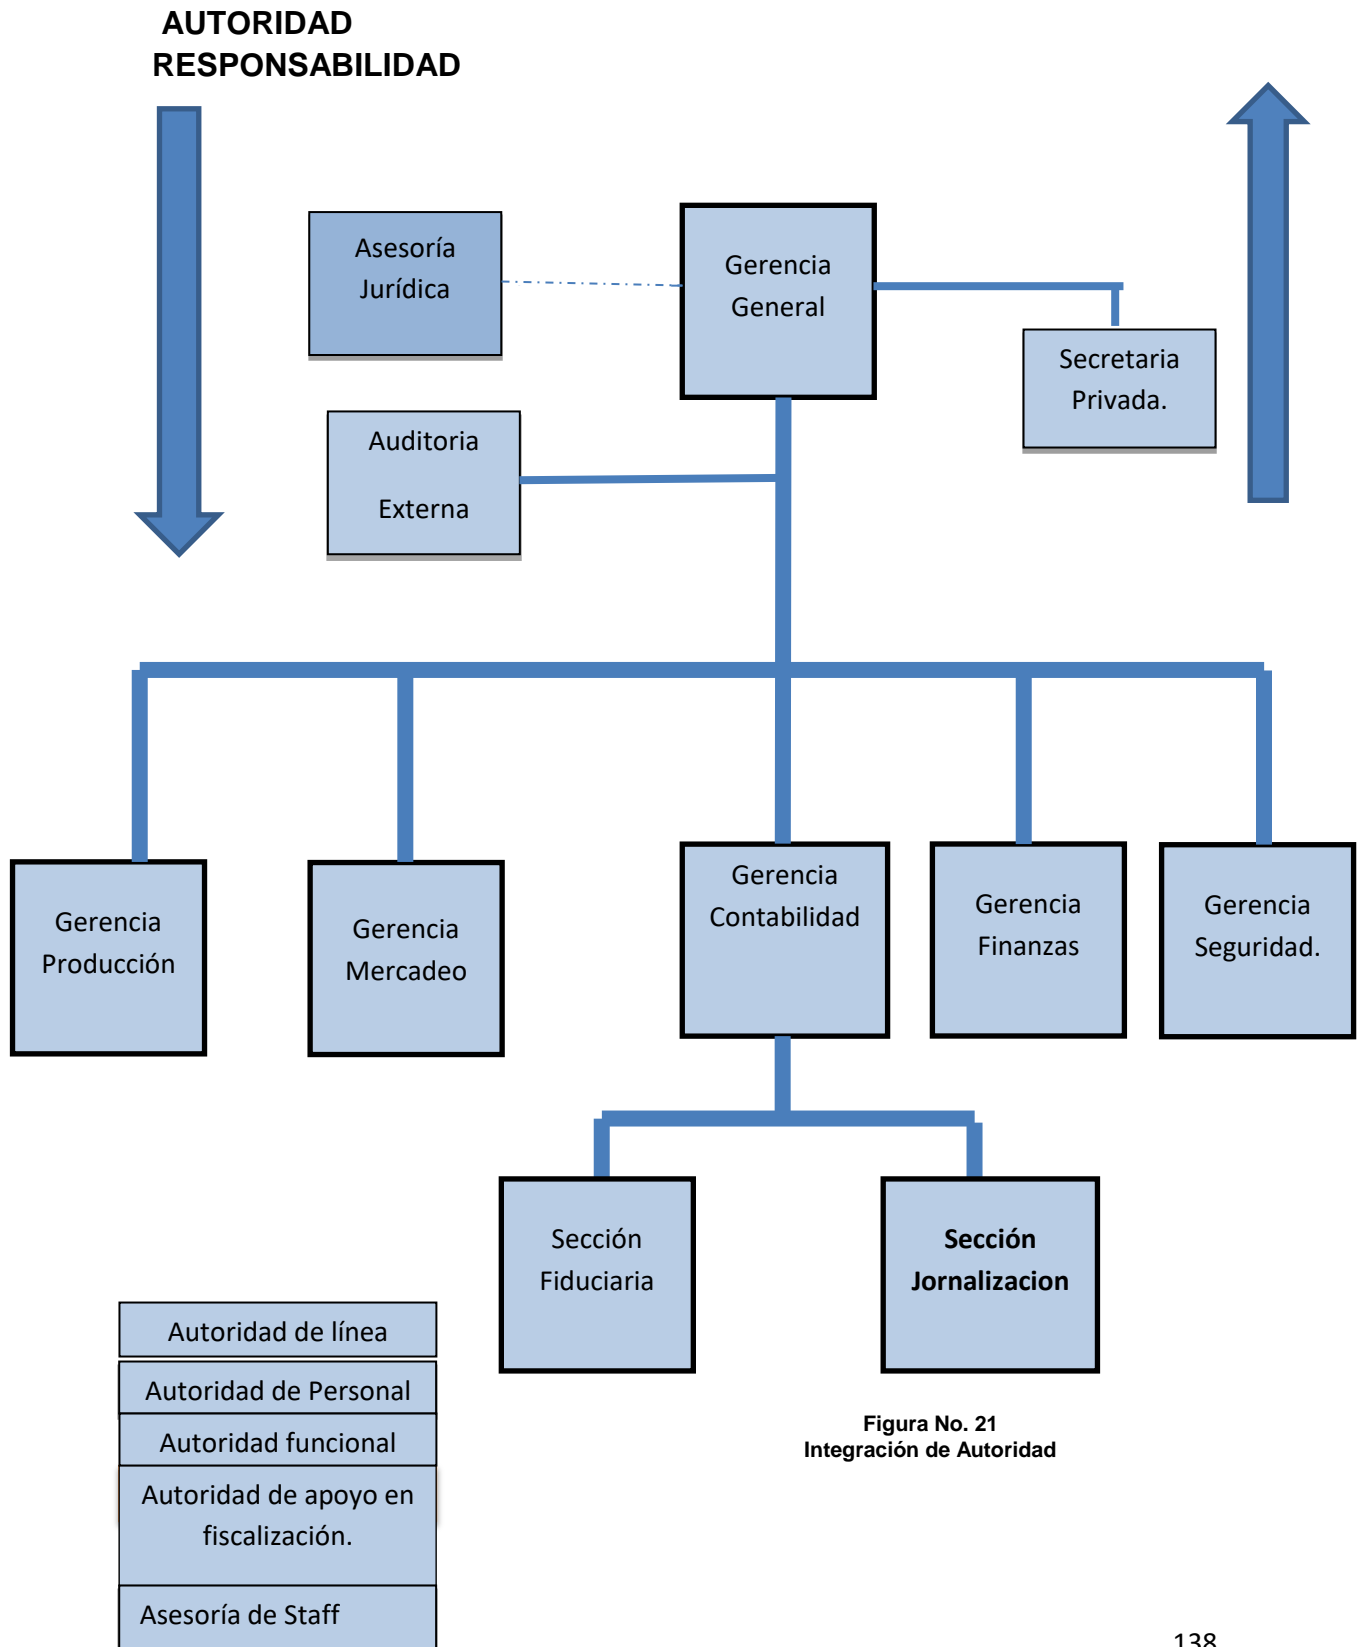 AUTORIDAD
RESPONSABILIDAD
Asesoría
Jurídica
Gerencia
General
Secretaria
Privada.
Auditoria
Externa
Gerencia
Producción
Gerencia
Mercadeo
Gerencia
Contabilidad
Gerencia
Finanzas
Gerencia
Seguridad.
Sección
Fiduciaria
Sección
Jornalizacion
Autoridad de línea
Autoridad de Personal
Autoridad funcional
Autoridad de apoyo en
fiscalización.
Asesoría de Staff
Figura No. 21
Integración de Autoridad
138